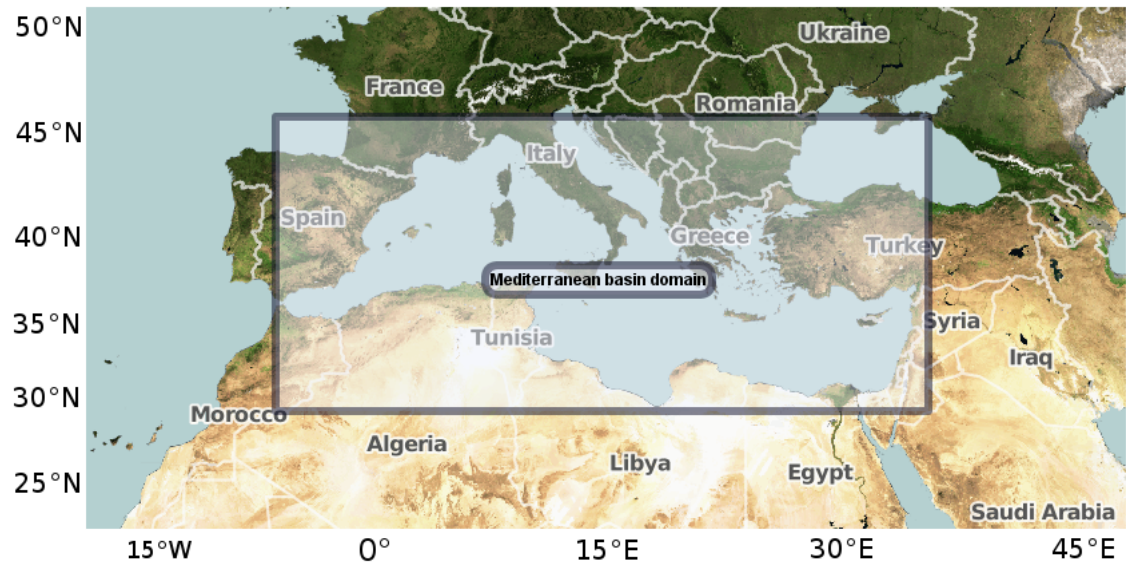 50°N
Ukraine
France
Romania
45°N
Italy
Spain
40°N
Greece
Turkey
Mediterranean basin domain
35°N
Syria
Tunisia
Iraq
30°N
Morocco
Algeria
Libya
Egypt
25°N
Saudi Arabia
15°W 0° 15°E 30°E 45°E